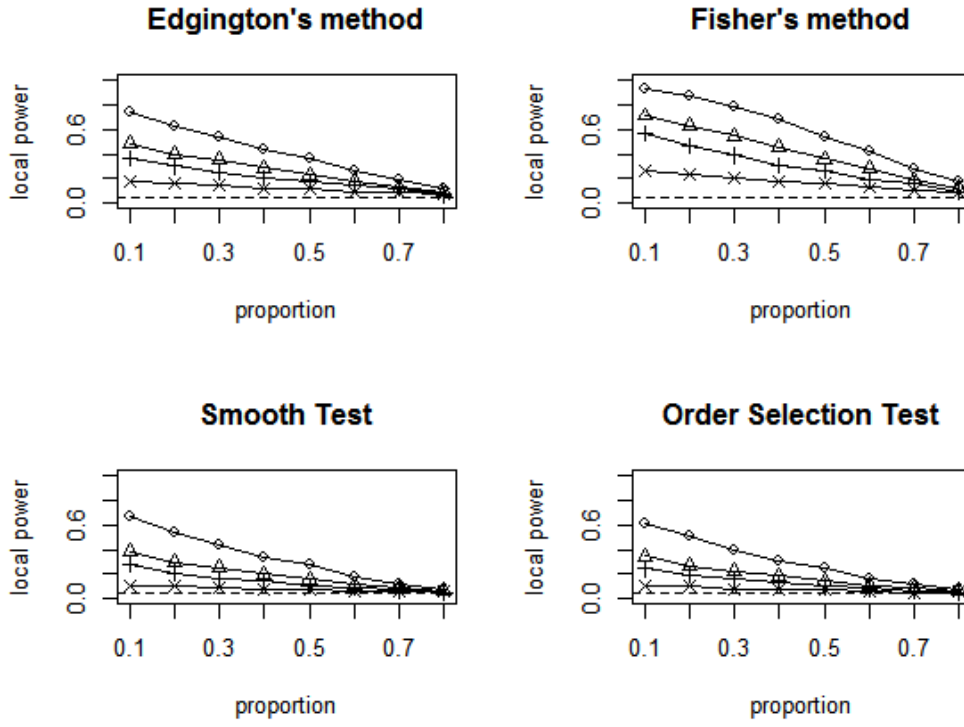 Edgington's method
local power
0.6
0.0
0.1 0.3 0.5 0.7
proportion
Fisher's method
local power
0.6
0.0
0.1 0.3 0.5 0.7
proportion
Smooth Test
local power
0.6
0.0
0.1 0.3 0.5 0.7
proportion
Order Selection Test
local power
0.6
0.0
0.1 0.3 0.5 0.7
proportion